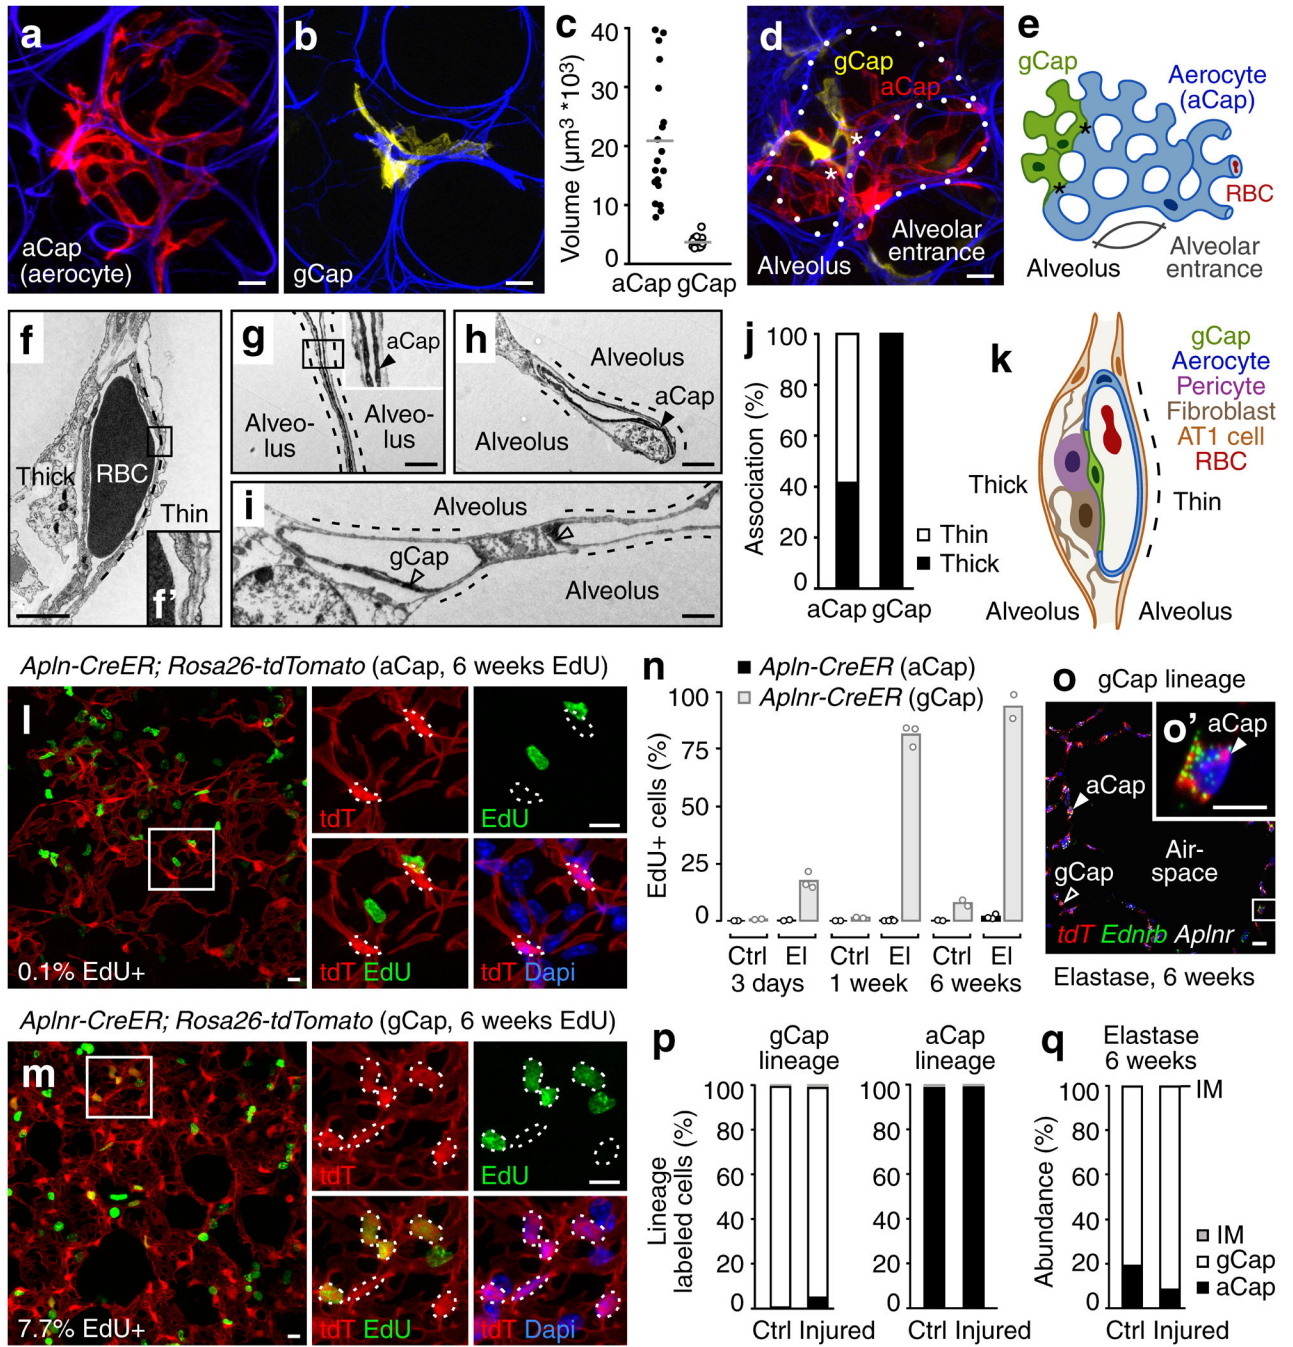 a
aCap
(aerocyte)
b
gCap
c
Volume (µm³ *10³)
40
30
20
10
0
aCap gCap
d
gCap
aCap
*
*
Alveolar
entrance
Alveolus
e
gCap
Aerocyte
(aCap)
*
*
RBC
Alveolar
entrance
Alveolus
f
Thick
RBC
Thin
f'
g
aCap
Alveo-
lus
Alveo-
lus
h
Alveolus
aCap
Alveolus
i
Alveolus
gCap
Alveolus
j
Association (%)
100
80
60
40
20
0
Thin
Thick
aCap gCap
k
gCap
Aerocyte
Pericyte
Fibroblast
AT1 cell
RBC
Thick
Thin
Alveolus
Alveolus
Apln-CreER; Rosa26-tdTomato (aCap, 6 weeks EdU)
l
0.1% EdU+
tdT
EdU
tdT EdU
tdT Dapi
Aplnr-CreER; Rosa26-tdTomato (gCap, 6 weeks EdU)
m
7.7% EdU+
tdT
EdU
tdT EdU
tdT Dapi
n
Apln-CreER (aCap)
Aplnr-CreER (gCap)
EdU+ cells (%)
100
75
50
25
0
Ctrl El Ctrl El Ctrl El
3 days 1 week 6 weeks
o
gCap lineage
o’
aCap
aCap
gCap
Air-
space
tdT Ednrb Aplnr
Elastase, 6 weeks
p
gCap
lineage
aCap
lineage
Lineage
labeled cells (%)
100
80
60
40
20
0
100
80
60
40
20
0
Ctrl Injured
Ctrl Injured
q
Elastase
6 weeks
Abundance (%)
100
80
60
40
20
0
IM
IM
gCap
aCap
Ctrl Injured